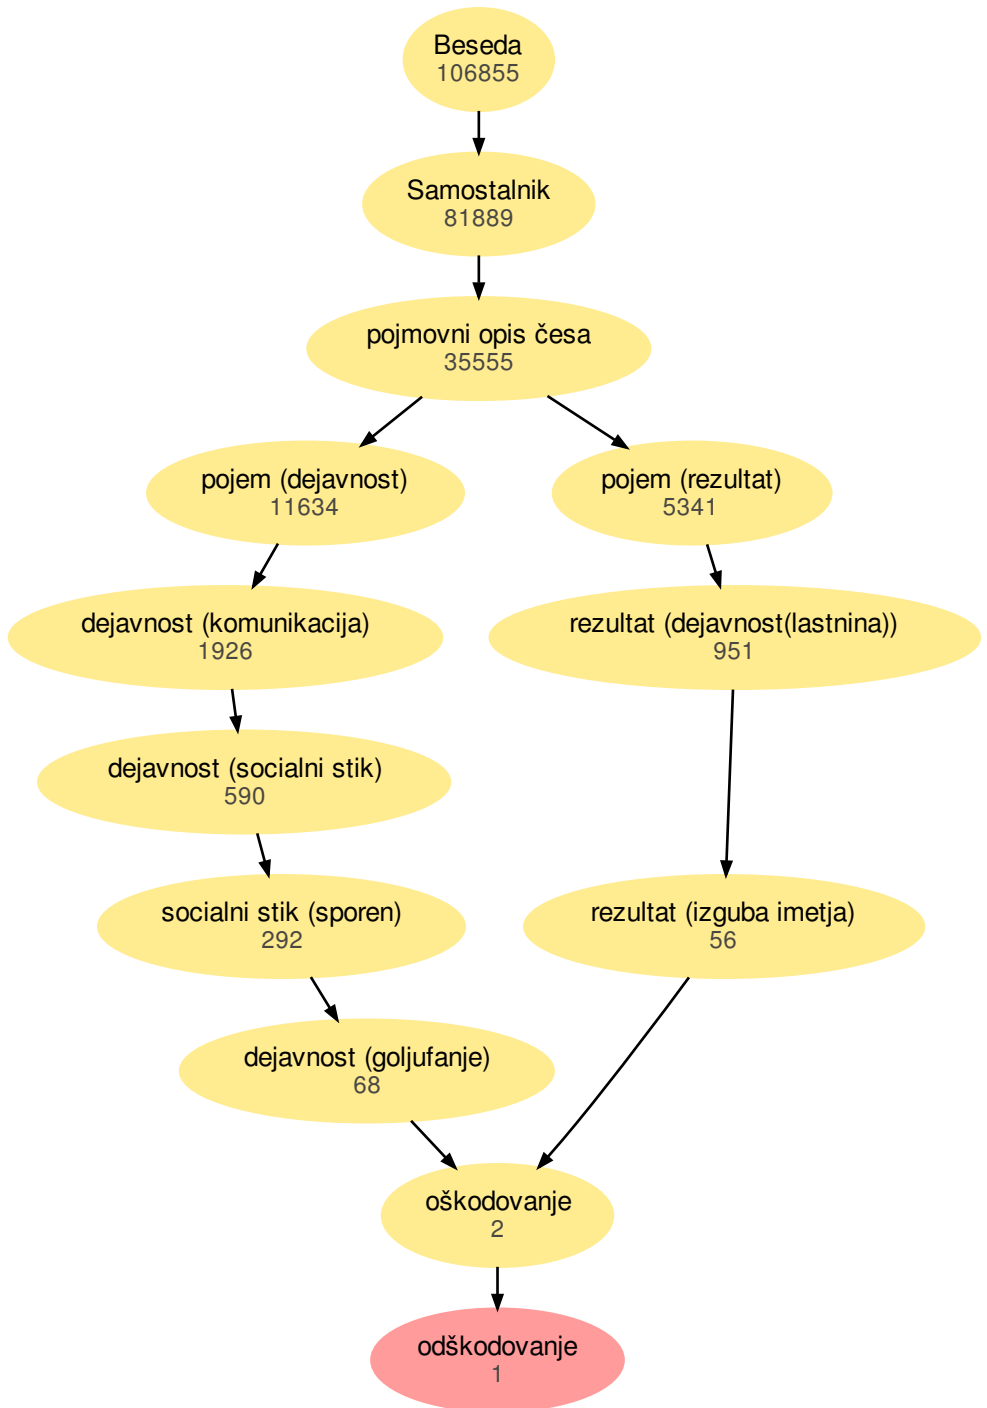 Beseda
106855
Samostalnik
81889
pojmovni opis česa
35555
pojem (dejavnost)
11634
pojem (rezultat)
5341
dejavnost (komunikacija)
1926
rezultat (dejavnost(lastnina))
951
dejavnost (socialni stik)
590
socialni stik (sporen)
292
rezultat (izguba imetja)
56
dejavnost (goljufanje)
68
oškodovanje
2
odškodovanje
1